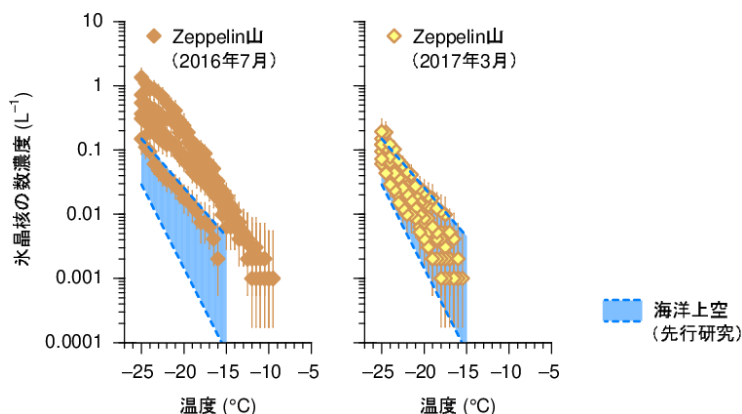 10
1
0.1
0.01
0.001
0.0001
氷晶核の数濃度 (L⁻¹)
Zeppelin山
(2016年7月)
−25 −20 −15 −10 −5
温度 (°C)
Zeppelin山
(2017年3月)
−25 −20 −15 −10 −5
温度 (°C)
海洋上空
(先行研究)